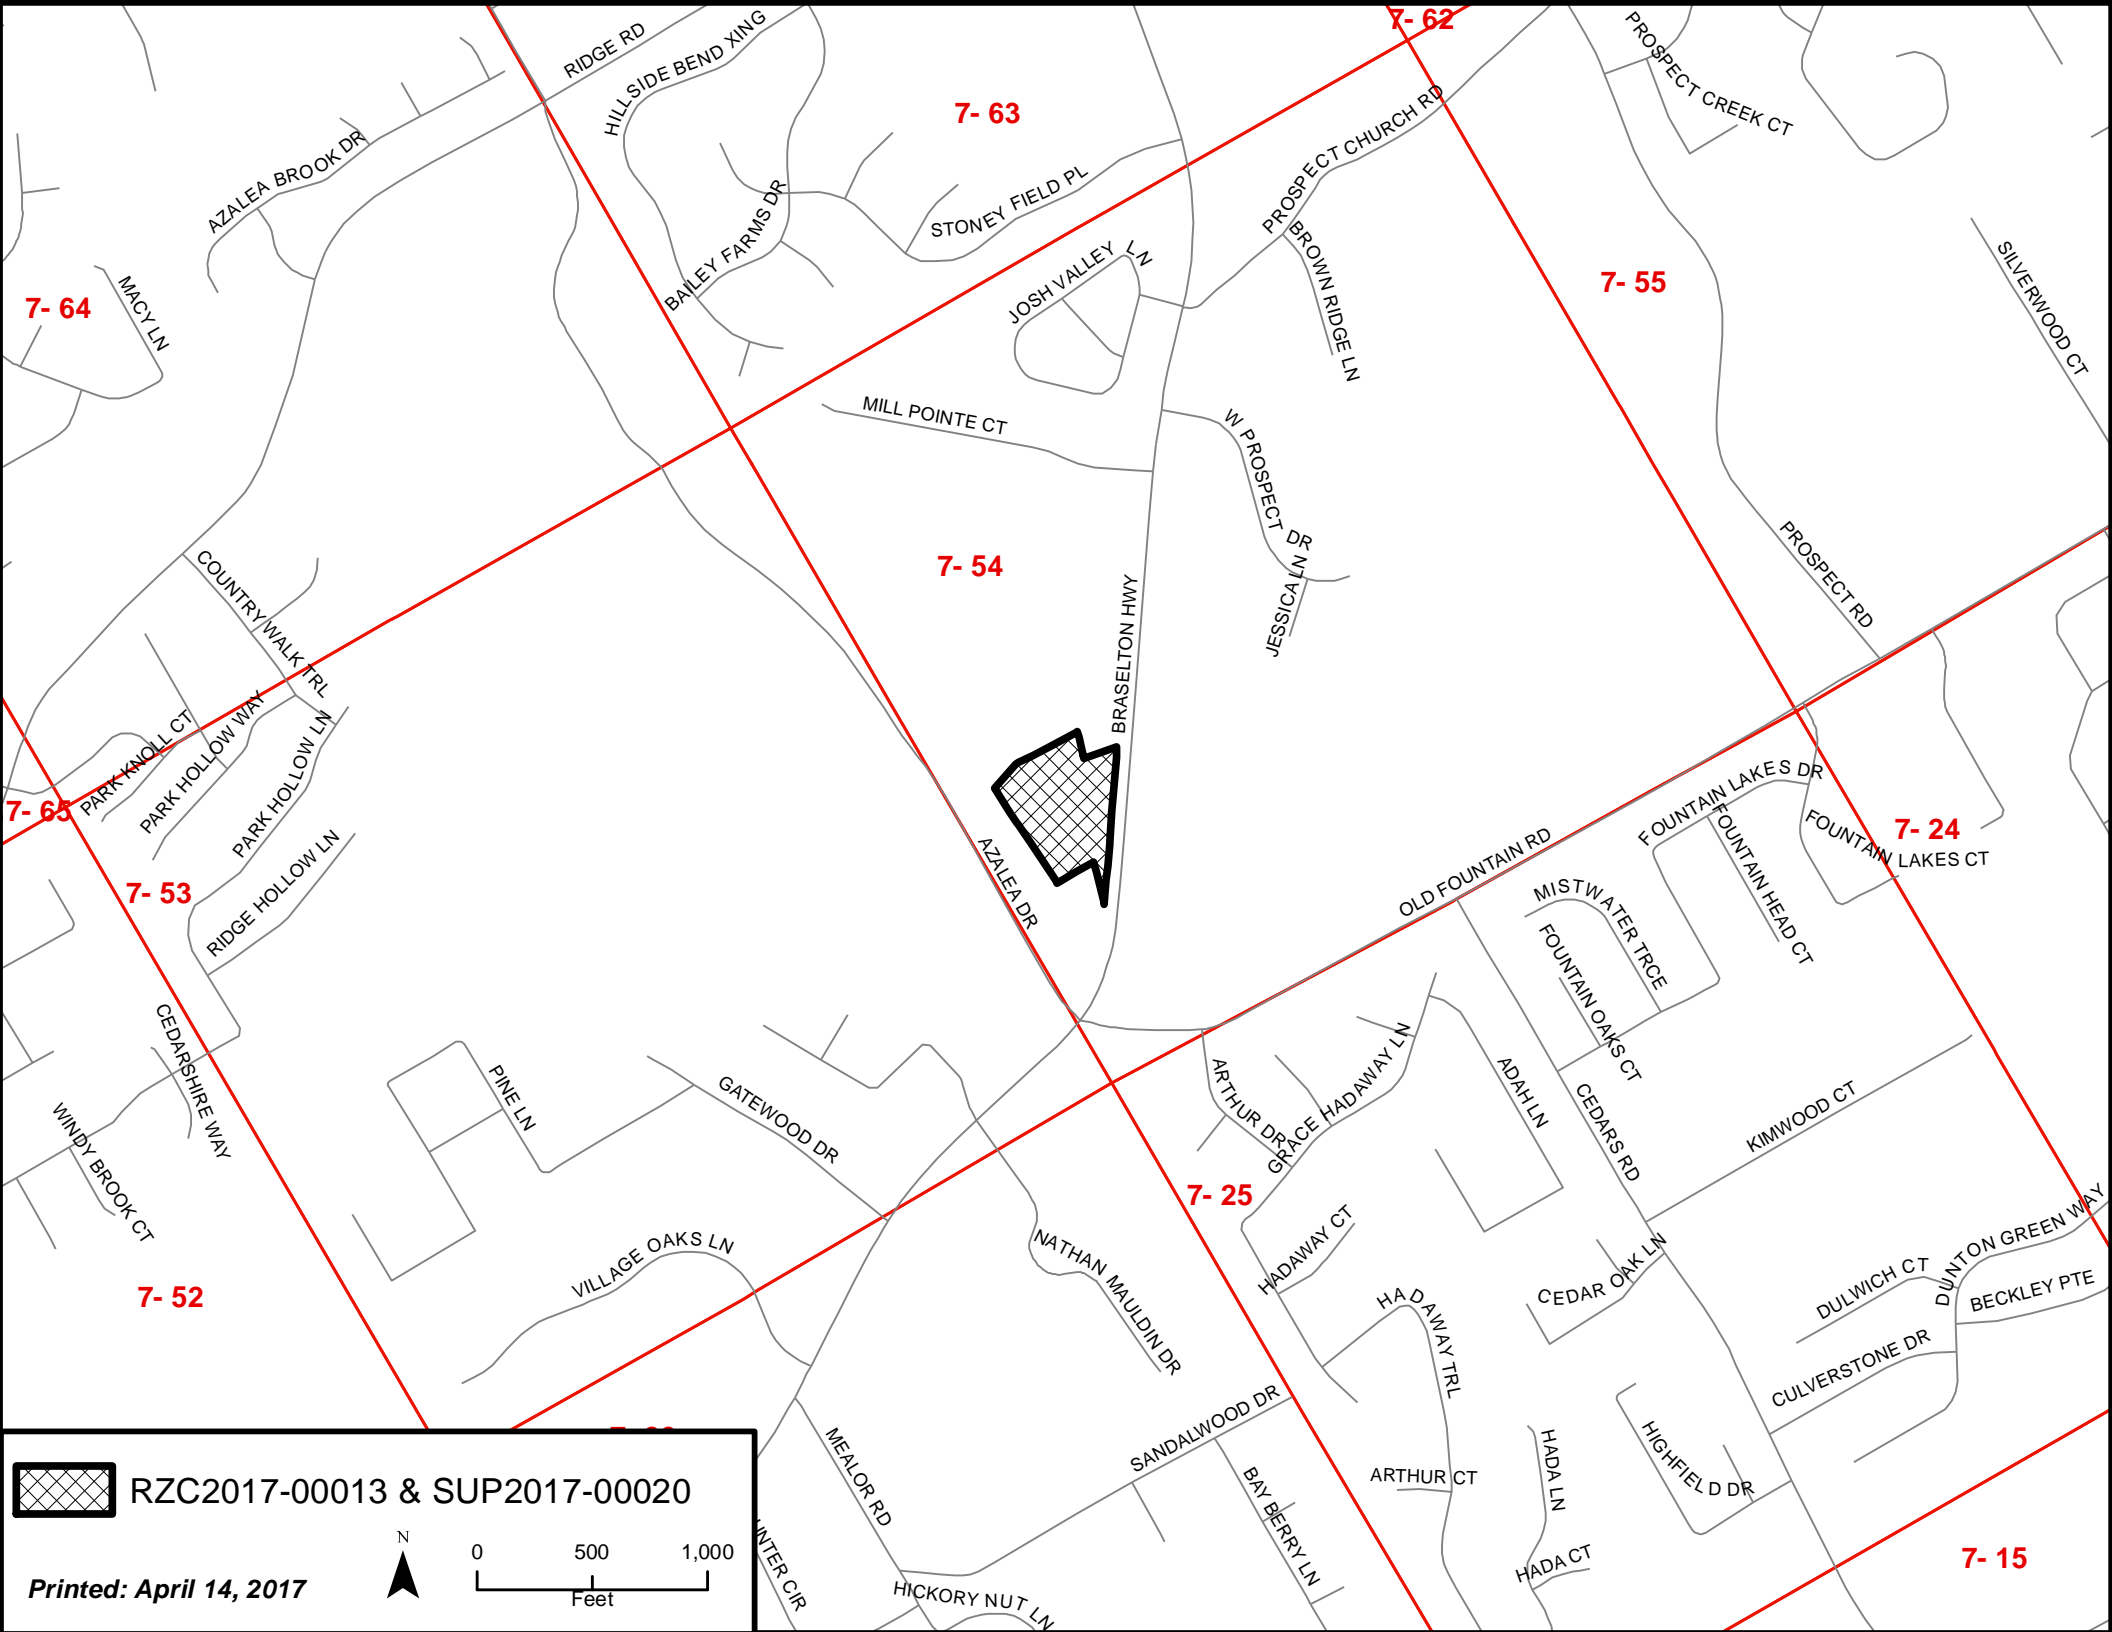 7- 62
RIDGE RD
HILLSIDE BEND XING
PROSPECT CREEK CT
7- 63
PROSPECT CHURCH RD
AZALEA BROOK DR
STONEY FIELD PL
BAILEY FARMS DR
BROWN RIDGE LN
JOSH VALLEY LN
7- 55
SILVERWOOD CT
7- 64
MACY LN
MILL POINTE CT
W PROSPECT DR
7- 54
JESSICA LN
BRASELTON HWY
PROSPECT RD
COUNTRY WALK TRL
PARK KNOLL CT
PARK HOLLOW WAY
PARK HOLLOW LN
7- 65
RIDGE HOLLOW LN
7- 53
AZALEA DR
OLD FOUNTAIN RD
FOUNTAIN LAKES DR
FOUNTAIN LAKES CT
7- 24
FOUNTAIN HEAD CT
MISTWATER TRCE
FOUNTAIN OAKS CT
CEDARSHIRE WAY
WINDY BROOK CT
PINE LN
GATEWOOD DR
ARTHUR DR
GRACE HADAWAY LN
ADAH LN
CEDARS RD
KIMWOOD CT
7- 25
HADAWAY CT
NATHAN MAULDIN DR
VILLAGE OAKS LN
7- 52
HADAWAY TRL
CEDAR OAK LN
DULWICH CT
DUNTON GREEN WAY
BECKLEY PTE
CULVERSTONE DR
SANDALWOOD DR
MEALOR RD
BAY BERRY LN
ARTHUR CT
HADA LN
HIGHFIELD DR
HADA CT
7- 15
HICKORY NUT LN
CIR
RZC2017-00013 & SUP2017-00020
N
0 500 1,000
Feet
Printed: April 14, 2017